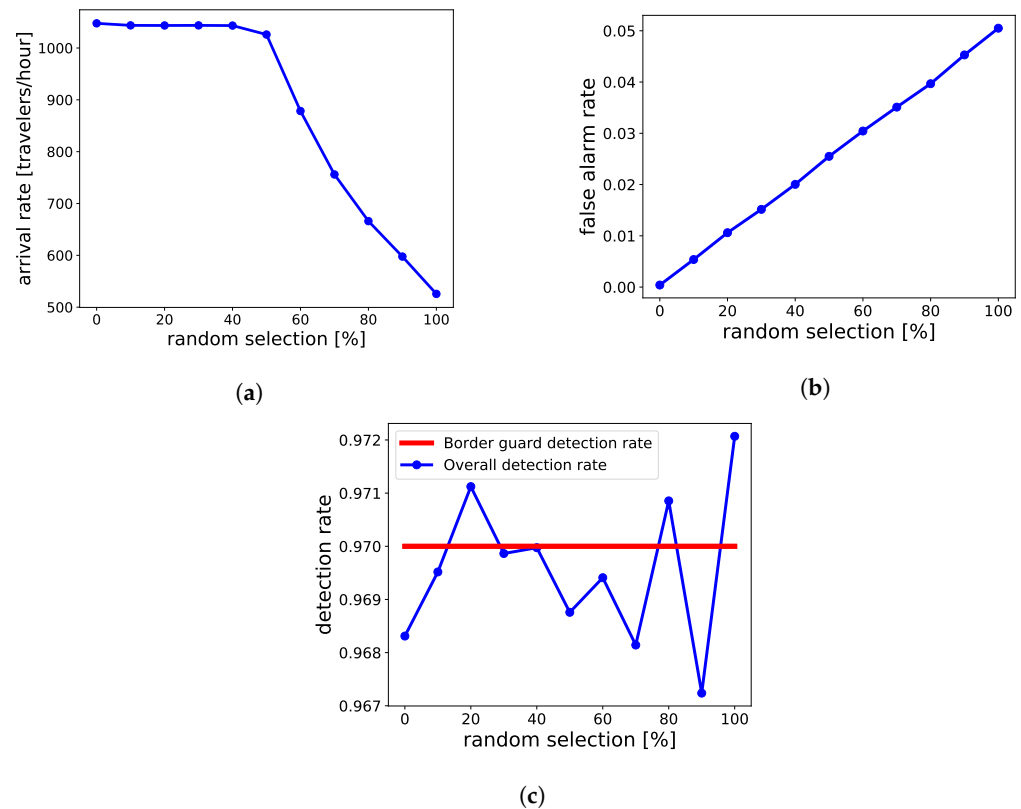 1000
900
800
700
600
500
arrival rate [travelers/hour]
0 20 40 60 80 100
random selection [%]
(a)
0.05
0.04
0.03
0.02
0.01
0.00
false alarm rate
0 20 40 60 80 100
random selection [%]
(b)
0.972
0.971
0.970
0.969
0.968
0.967
detection rate
Border guard detection rate
Overall detection rate
0 20 40 60 80 100
random selection [%]
(c)